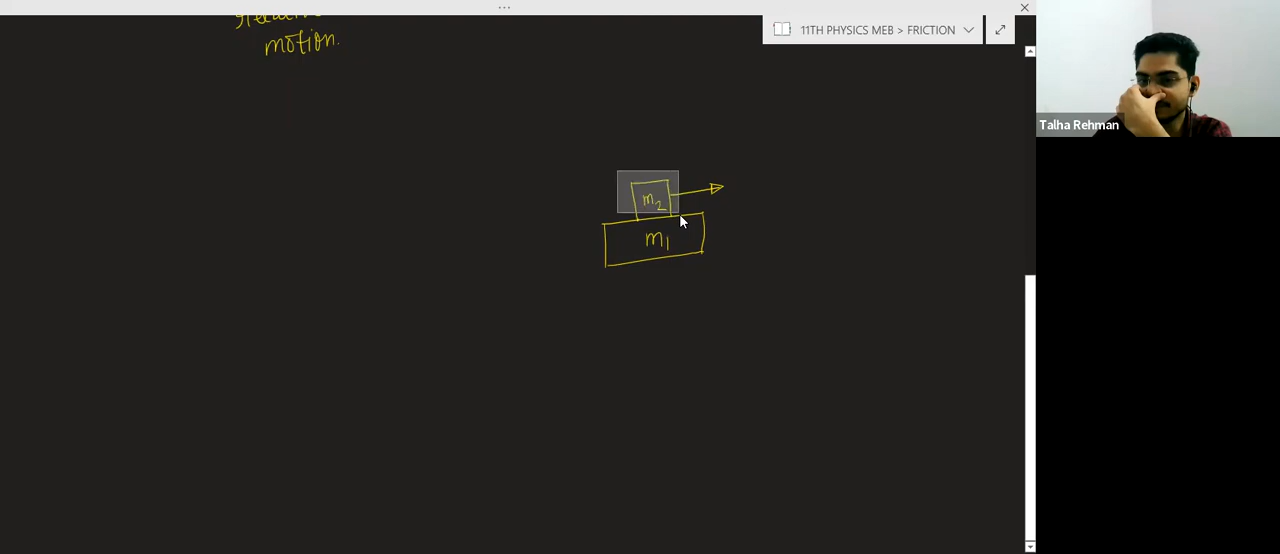 motion.
11TH PHYSICS MEB > FRICTION
Talha Rehman
m2
m1